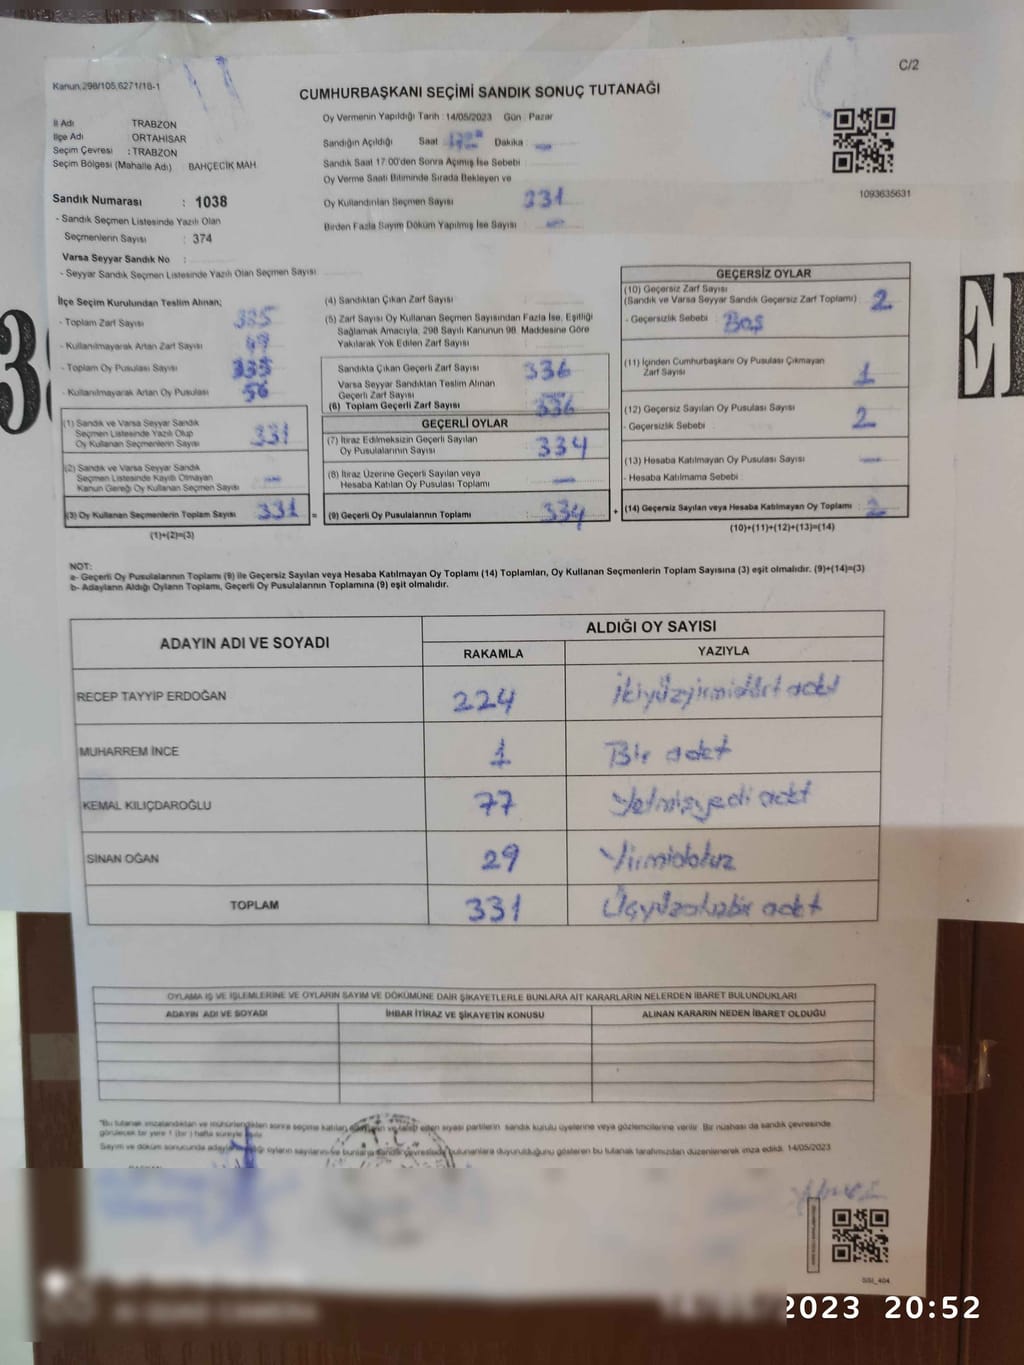 C/2
Kanun,298/105,6271/18-1
CUMHURBAŞKANI SEÇİMİ SANDIK SONUÇ TUTANAĞI
İl Adı TRABZON
İlçe Adı ORTAHİSAR
Seçim Çevresi : TRABZON
Seçim Bölgesi (Mahalle Adı) BAHÇECİK MAH.
Sandık Numarası : 1038
- Sandık Seçmen Listesinde Yazılı Olan
Seçmenlerin Sayısı : 374
Varsa Seyyar Sandık No :
- Seyyar Sandık Seçmen Listesinde Yazılı Olan Seçmen Sayısı
Oy Vermenin Yapıldığı Tarih : 14/05/2023 Gün : Pazar
Sandığın Açıldığı Saat Dakika :
Sandık Saat 17:00'den Sonra Açımış İse Sebebi
Oy Verme Saati Bitiminde Sırada Bekleyen ve
Oy Kullandırılan Seçmen Sayısı 331
Birden Fazla Sayım Döküm Yapılmış İse Sayısı -
1093635631
İlçe Seçim Kurulundan Teslim Alınan;
- Toplam Zarf Sayısı 385
- Kullanılmayarak Artan Zarf Sayısı 49
- Toplam Oy Pusulası Sayısı
- Kullanılmayarak Artan Oy Pusulası 56
(1) Sandık ve Varsa Seyyar Sandık
Seçmen Listesinde Yazılı Olup
Oy Kullanan Seçmenlerin Sayısı 331
(2) Sandık ve Varsa Seyyar Sandık
Seçmen Listesinde Kayıtlı Olmayan
Kanun Gereği Oy Kullanan Seçmen Sayısı -
(3) Oy Kullanan Seçmenlerin Toplam Sayısı 331 =
(1)+(2)=(3)
(4) Sandıktan Çıkan Zarf Sayısı
(5) Zarf Sayısı Oy Kullanan Seçmen Sayısından Fazla İse, Eşitliği
Sağlamak Amacıyla, 298 Sayılı Kanunun 98. Maddesine Göre
Yakılarak Yok Edilen Zarf Sayısı
Sandıkta Çıkan Geçerli Zarf Sayısı 336
Varsa Seyyar Sandıktan Teslim Alınan
Geçerli Zarf Sayısı
(6) Toplam Geçerli Zarf Sayısı 336
GEÇERLİ OYLAR
(7) İtiraz Edilmeksizin Geçerli Sayılan
Oy Pusulalarının Sayısı 334
(8) İtiraz Üzerine Geçerli Sayılan veya
Hesaba Katılan Oy Pusulası Toplamı -
(9) Geçerli Oy Pusulalarının Toplamı 334 +
GEÇERSİZ OYLAR
(10) Geçersiz Zarf Sayısı
(Sandık ve Varsa Seyyar Sandık Geçersiz Zarf Toplamı) 2
- Geçersizlik Sebebi Boş
(11) İçinden Cumhurbaşkanı Oy Pusulası Çıkmayan
Zarf Sayısı 1
(12) Geçersiz Sayılan Oy Pusulası Sayısı 2
- Geçersizlik Sebebi :
(13) Hesaba Katılmayan Oy Pusulası Sayısı -
- Hesaba Katılmama Sebebi
(14) Geçersiz Sayılan veya Hesaba Katılmayan Oy Toplamı : 2
(10)+(11)+(12)+(13)=(14)
NOT:
a- Geçerli Oy Pusulalarının Toplamı (9) ile Geçersiz Sayılan veya Hesaba Katılmayan Oy Toplamı (14) Toplamları, Oy Kullanan Seçmenlerin Toplam Sayısına (3) eşit olmalıdır. (9)+(14)=(3)
b- Adayların Aldığı Oyların Toplamı, Geçerli Oy Pusulalarının Toplamına (9) eşit olmalıdır.
ADAYIN ADI VE SOYADI ALDIĞI OY SAYISI
RAKAMLA YAZIYLA
RECEP TAYYİP ERDOĞAN 224 İkiyüzyirmidört adet
MUHARREM İNCE 1 Bir adet
KEMAL KILIÇDAROĞLU 77 Yetmişyedi adet
SİNAN OĞAN 29 Yirmidokuz
TOPLAM 331 Üçyüzotuzbir adet
OYLAMA İŞ VE İŞLEMLERİNE VE OYLARIN SAYIM VE DÖKÜMÜNE DAİR ŞİKAYETLERLE BUNLARA AİT KARARLARIN NELERDEN İBARET BULUNDUKLARI
ADAYIN ADI VE SOYADI İHBAR İTİRAZ VE ŞİKAYETİN KONUSU ALINAN KARARIN NEDEN İBARET OLDUĞU
"Bu tutanak imzalandıktan ve mühürlendikten sonra seçime katılan siyasi partilerin sandık kurulu üyelerine veya gözlemcilerine verilir. Bir nüshası da sandık çevresinde
görülecek bir yere 1 (bir) hafta süreyle
Sayım ve döküm sonucunda oyların sayılarını ve bunların bulunanlara duyurulduğunu gösteren bu tutanak tarafımızdan düzenlenerek imza edildi. 14/05/2023
2023 20:52